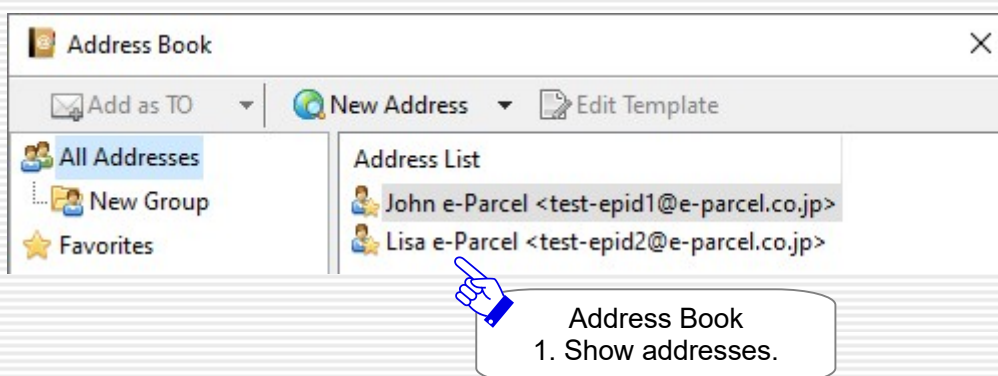 Address Book
Add as TO New Address Edit Template
All Addresses
New Group
Favorites
Address List
John e-Parcel <test-epid1@e-parcel.co.jp>
Lisa e-Parcel <test-epid2@e-parcel.co.jp>
Address Book
1. Show addresses.